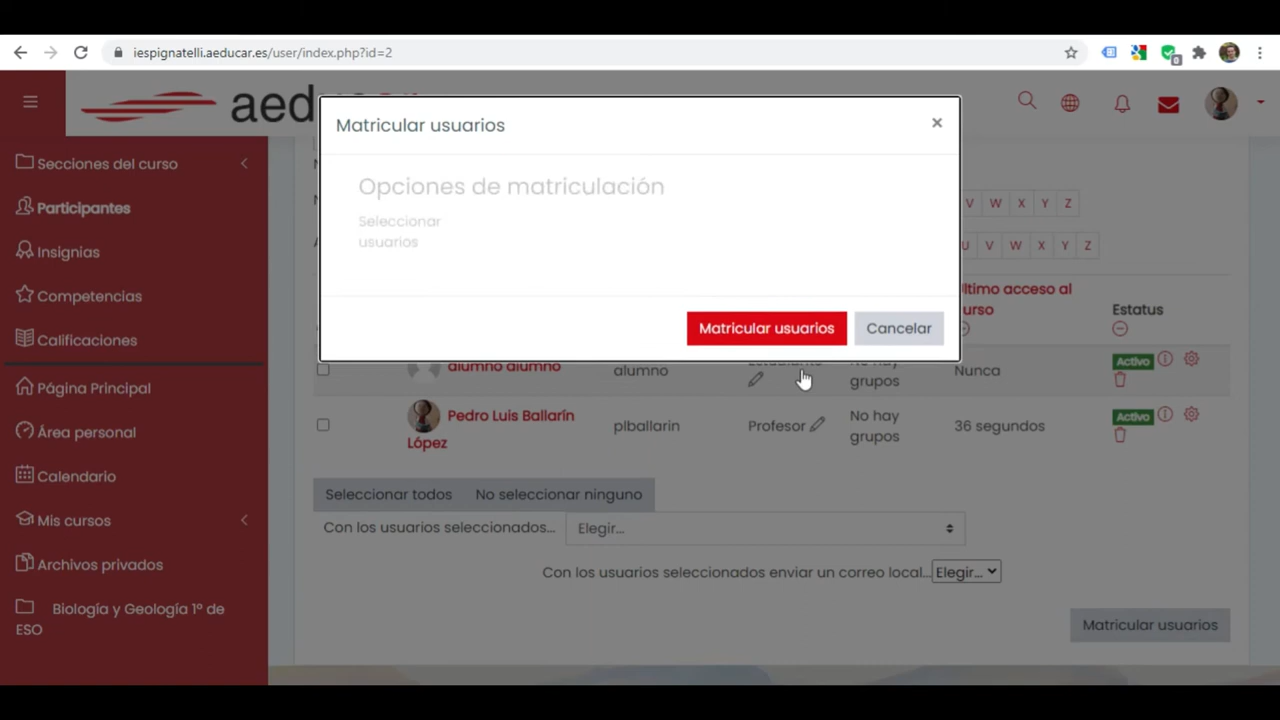 iespignatelli.aeducar.es/user/index.php?id=2
0
aed
Matricular usuarios
×
Secciones del curso
Opciones de matriculación
Participantes
Seleccionar
usuarios
V W X Y Z
U V W X Y Z
Insignias
Competencias
ltimo acceso al
urso
Estatus
Matricular usuarios Cancelar
Calificaciones
alumno alumno
alumno
Estudiante
No hay
grupos
Nunca
Activo
Página Principal
Pedro Luis Ballarín
López
plballarin
Profesor
No hay
grupos
36 segundos
Activo
Área personal
Calendario
Seleccionar todos No seleccionar ninguno
Mis cursos
Con los usuarios seleccionados... Elegir...
Archivos privados
Con los usuarios seleccionados enviar un correo local... Elegir...
Biología y Geología 1º de
ESO
Matricular usuarios